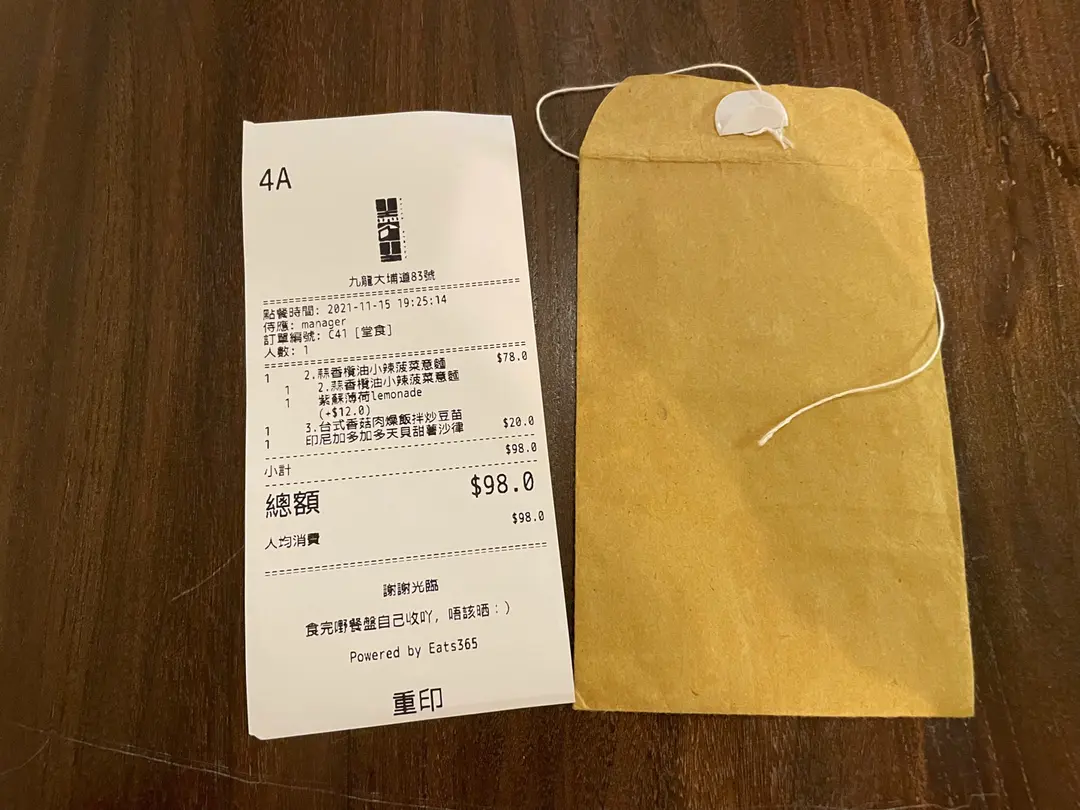 4A
九龍大埔道83號
點餐時間: 2021-11-15 19:25:14
侍應: manager
訂單編號: C41 [堂食]
人數: 1
1 2.蒜香欖油小辣菠菜意麵 $78.0
1 2.蒜香欖油小辣菠菜意麵
1 紫蘇薄荷lemonade
(+$12.0)
1 3.台式香菇肉燥飯拌炒豆苗
1 印尼加多加多天貝甜薯沙律 $20.0
小計 $98.0
總額 $98.0
人均消費 $98.0
謝謝光臨
食完嘢餐盤自己收吖, 唔該晒:)
Powered by Eats365
重印